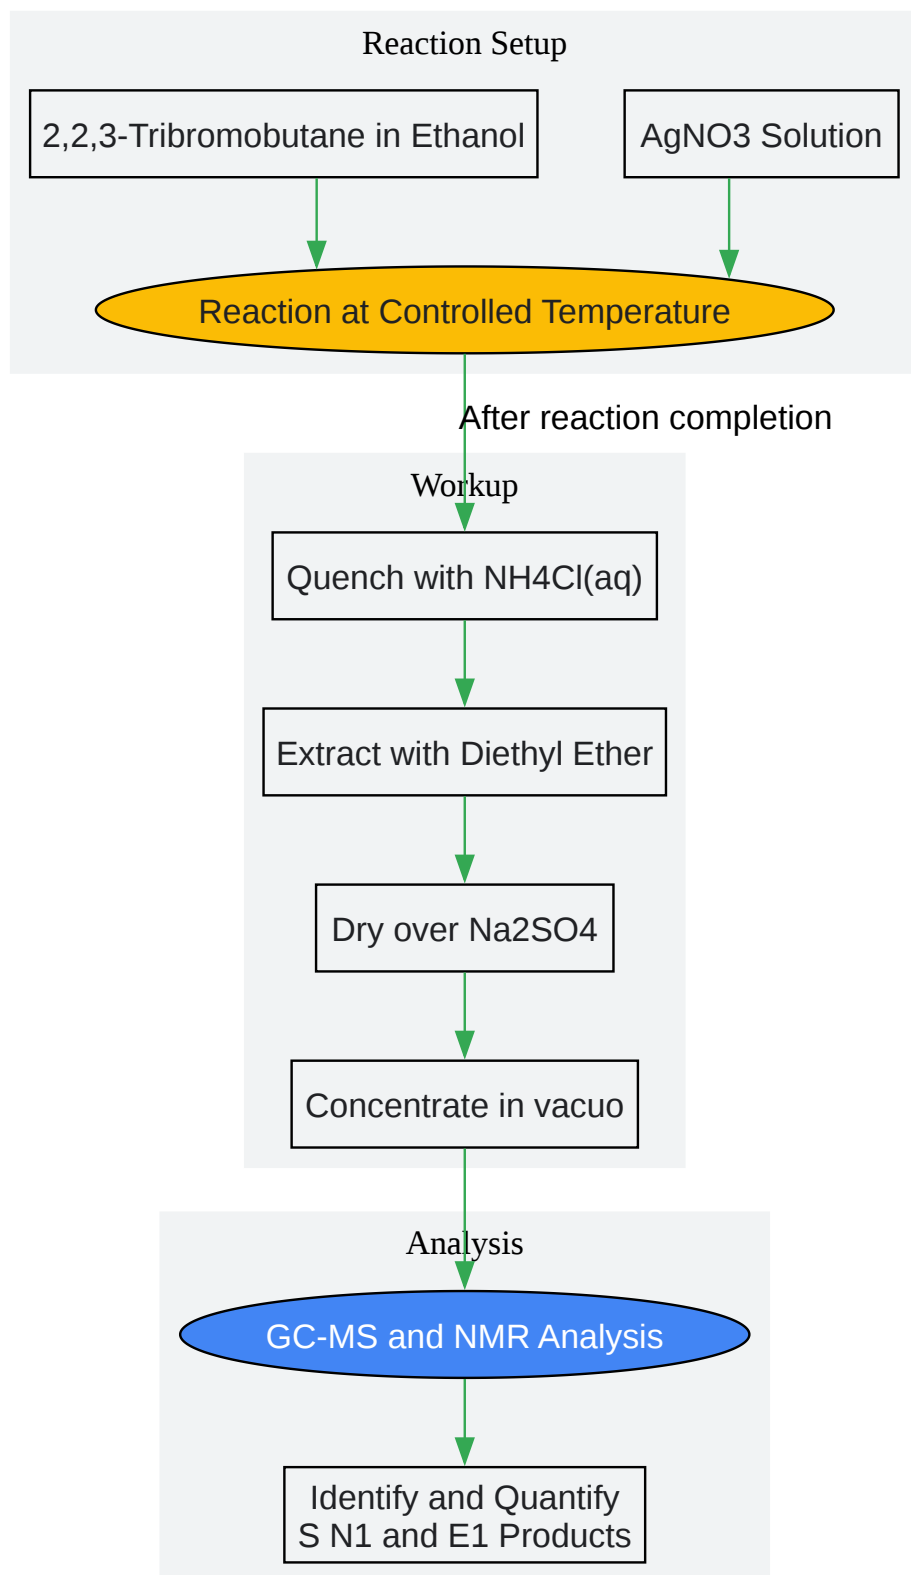 Reaction Setup
2,2,3-Tribromobutane in Ethanol
AgNO3 Solution
Reaction at Controlled Temperature
After reaction completion
Workup
Quench with NH4Cl(aq)
Extract with Diethyl Ether
Dry over Na2SO4
Concentrate in vacuo
Analysis
GC-MS and NMR Analysis
Identify and Quantify
S N1 and E1 Products